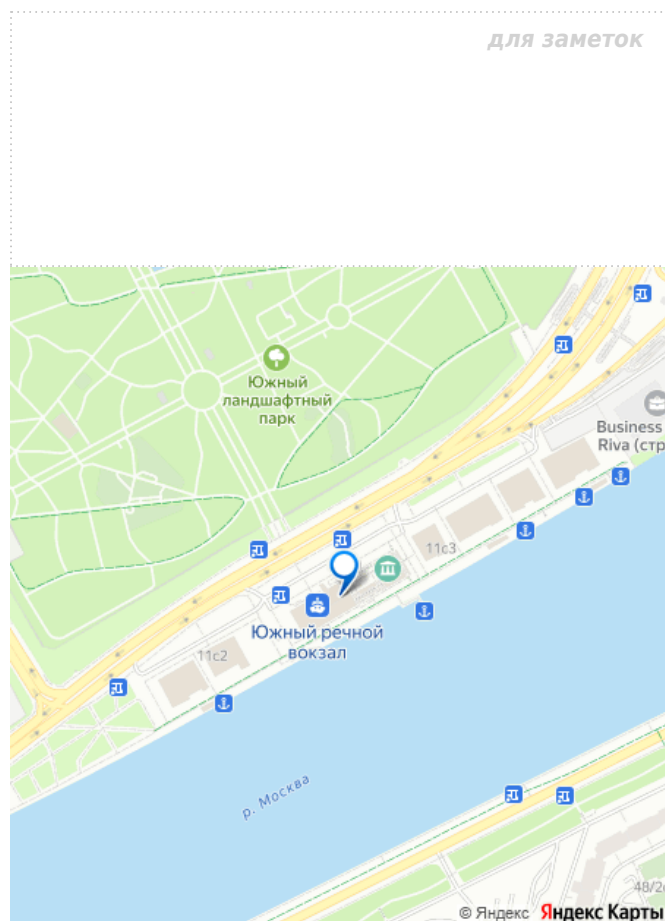 для заметок
Южный
ландшафтный
парк
Business
Riva (стр
11с3
Южный речной
вокзал
11с2
р. Москва
48/2
© Яндекс Яндекс Карты